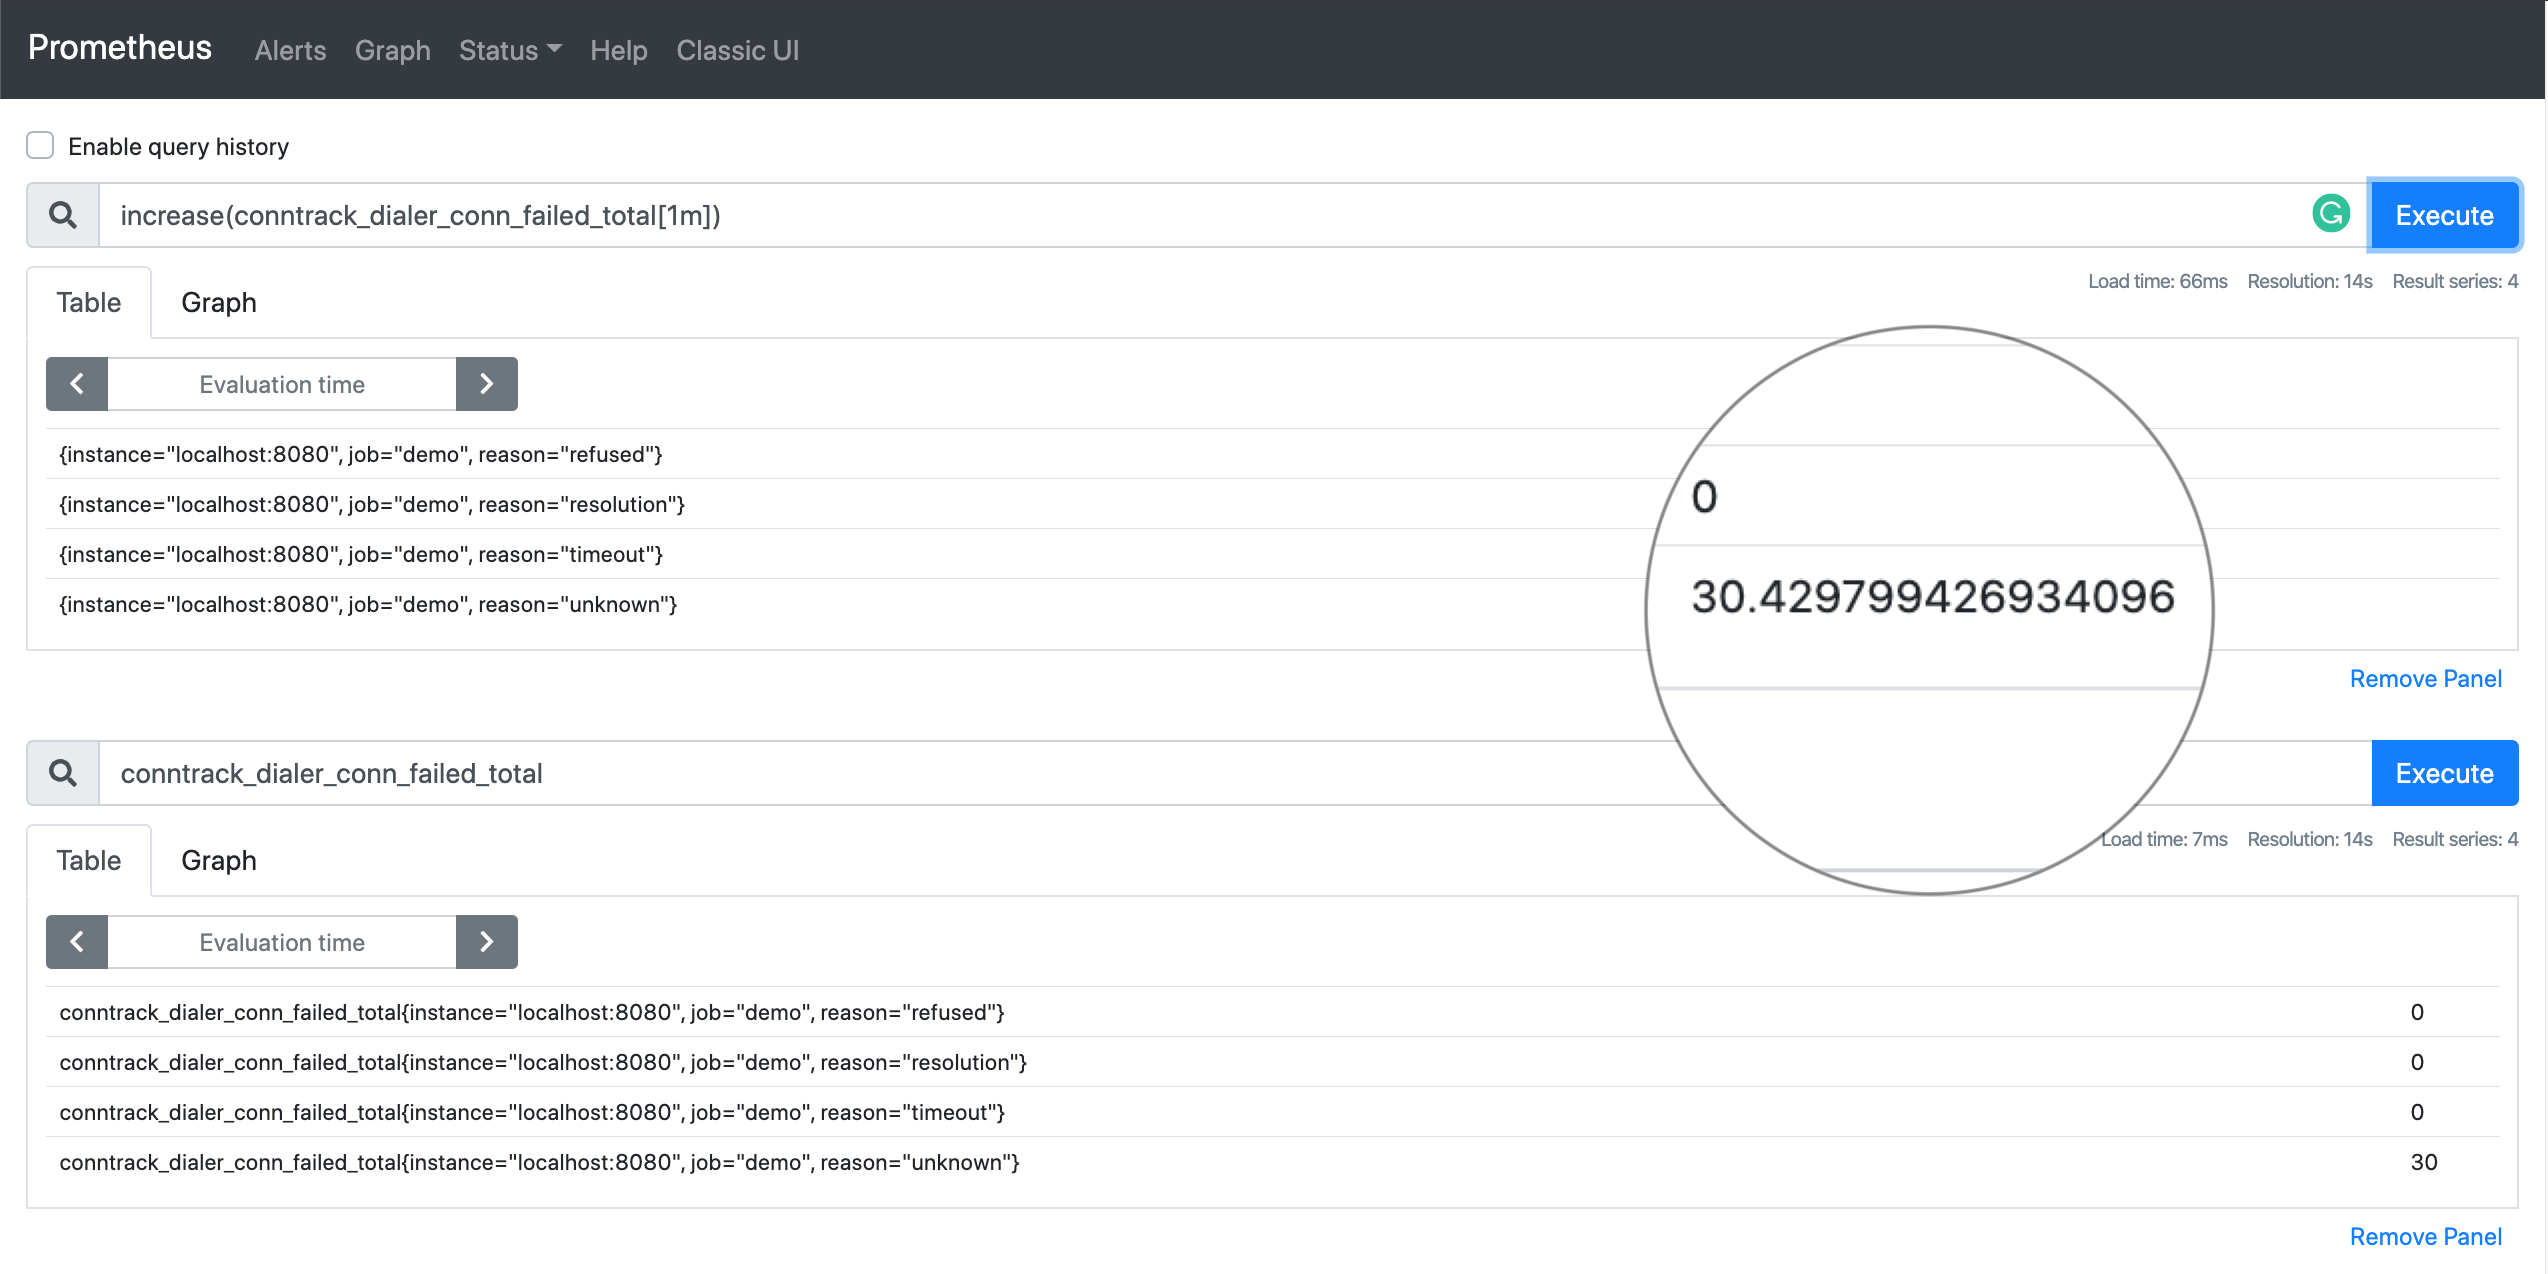 Prometheus Alerts Graph Status Help Classic UI
Enable query history
increase(conntrack_dialer_conn_failed_total[1m]) Execute
Table Graph Load time: 66ms Resolution: 14s Result series: 4
Evaluation time
{instance="localhost:8080", job="demo", reason="refused"}
{instance="localhost:8080", job="demo", reason="resolution"}
0
{instance="localhost:8080", job="demo", reason="timeout"}
{instance="localhost:8080", job="demo", reason="unknown"}
30.429799426934096
Remove Panel
conntrack_dialer_conn_failed_total Execute
Table Graph Load time: 7ms Resolution: 14s Result series: 4
Evaluation time
conntrack_dialer_conn_failed_total{instance="localhost:8080", job="demo", reason="refused"} 0
conntrack_dialer_conn_failed_total{instance="localhost:8080", job="demo", reason="resolution"} 0
conntrack_dialer_conn_failed_total{instance="localhost:8080", job="demo", reason="timeout"} 0
conntrack_dialer_conn_failed_total{instance="localhost:8080", job="demo", reason="unknown"} 30
Remove Panel